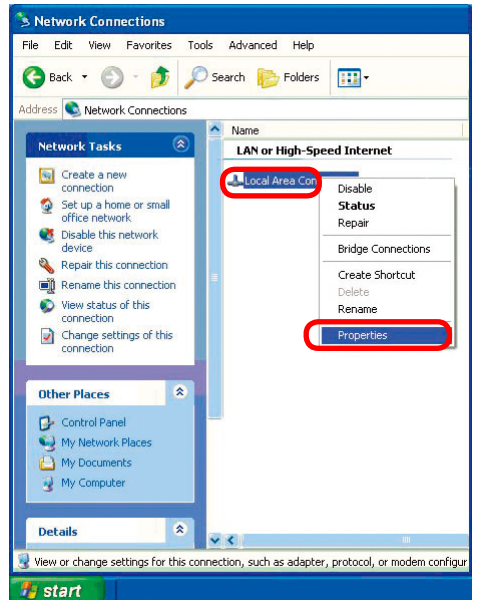 Network Connections
File Edit View Favorites Tools Advanced Help
Back Search Folders
Address Network Connections
Network Tasks
Create a new
connection
Set up a home or small
office network
Disable this network
device
Repair this connection
Rename this connection
View status of this
connection
Change settings of this
connection
Other Places
Control Panel
My Network Places
My Documents
My Computer
Details
Name
LAN or High-Speed Internet
Local Area Con
Disable
Status
Repair
Bridge Connections
Create Shortcut
Delete
Rename
Properties
View or change settings for this connection, such as adapter, protocol, or modem configur
start